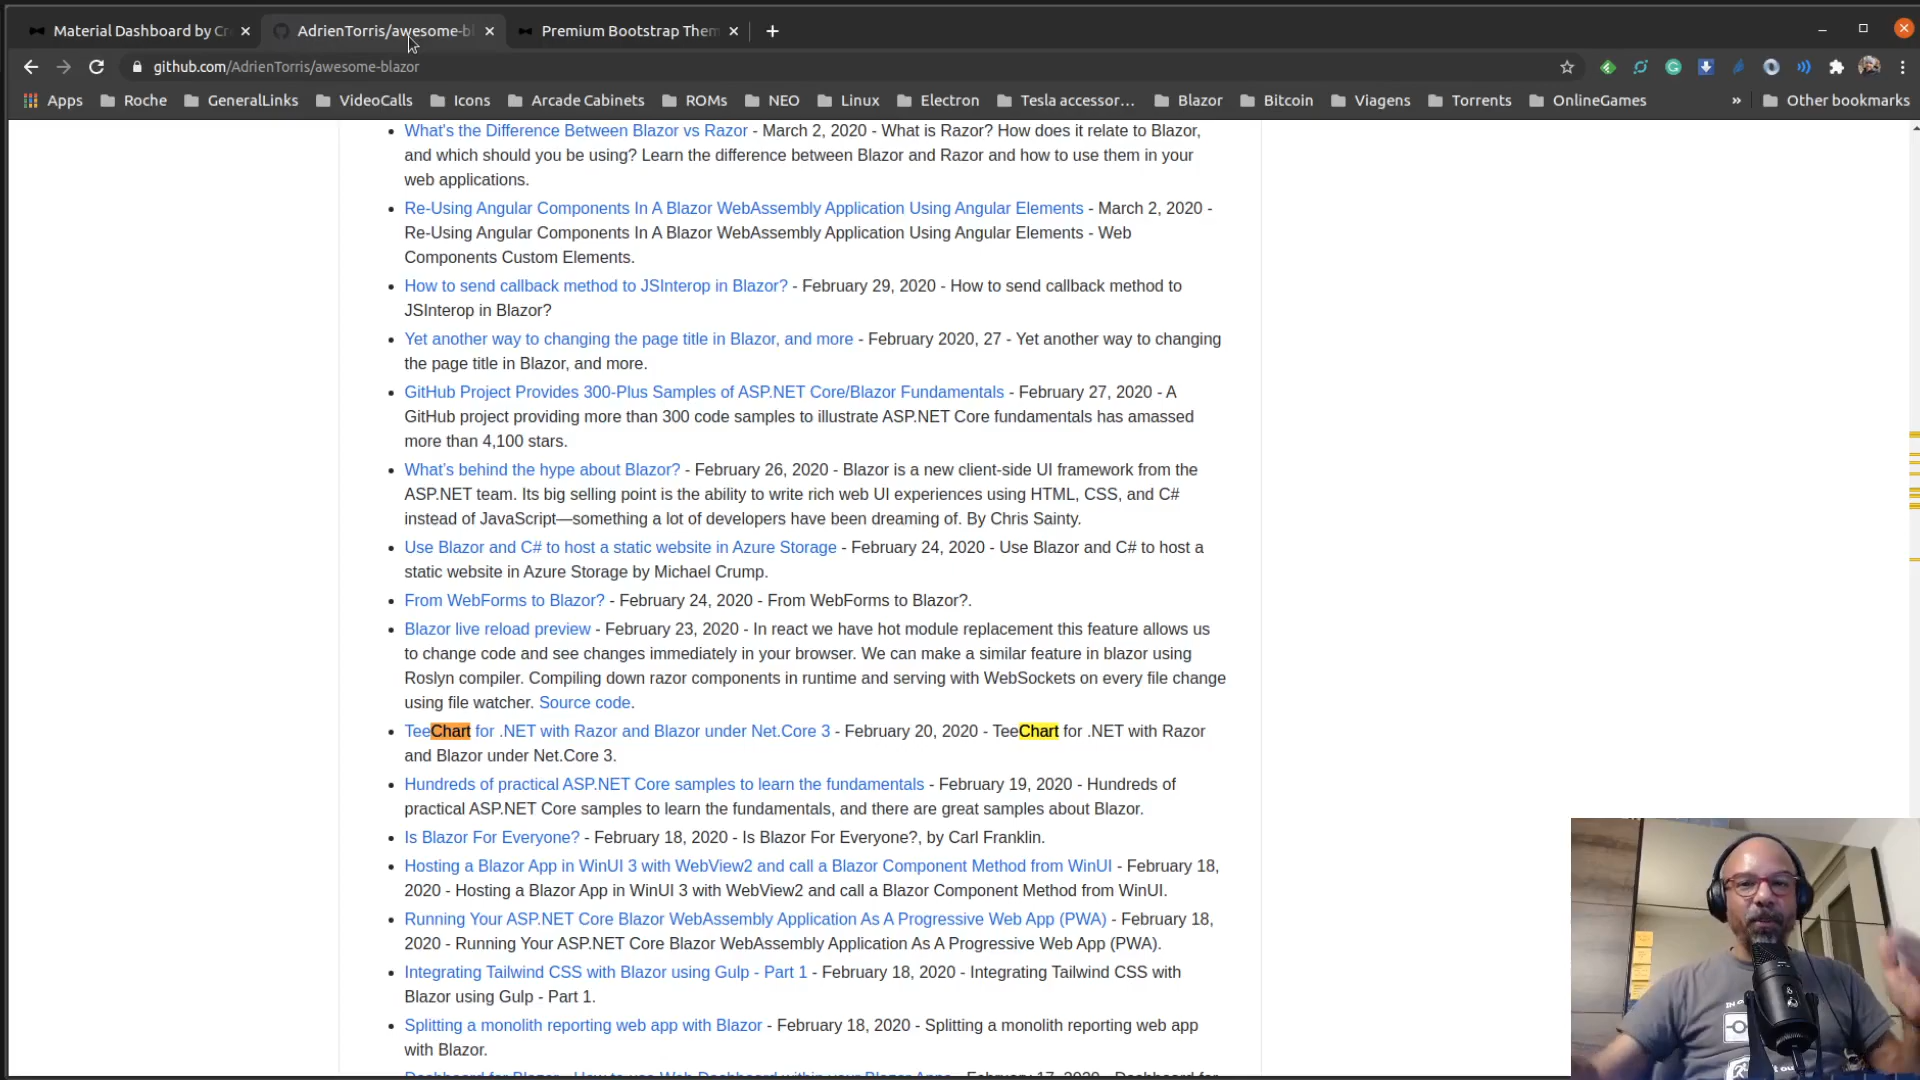 Material Dashboard by Cr
AdrienTorris/awesome-bl
Premium Bootstrap Them
github.com/AdrienTorris/awesome-blazor
Apps Roche GeneralLinks VideoCalls Icons Arcade Cabinets ROMs NEO Linux Electron Tesla accessor... Blazor Bitcoin Viagens Torrents OnlineGames » Other bookmarks
What's the Difference Between Blazor vs Razor - March 2, 2020 - What is Razor? How does it relate to Blazor,
and which should you be using? Learn the difference between Blazor and Razor and how to use them in your
web applications.
Re-Using Angular Components In A Blazor WebAssembly Application Using Angular Elements - March 2, 2020 -
Re-Using Angular Components In A Blazor WebAssembly Application Using Angular Elements - Web
Components Custom Elements.
How to send callback method to JSInterop in Blazor? - February 29, 2020 - How to send callback method to
JSInterop in Blazor?
Yet another way to changing the page title in Blazor, and more - February 2020, 27 - Yet another way to changing
the page title in Blazor, and more.
GitHub Project Provides 300-Plus Samples of ASP.NET Core/Blazor Fundamentals - February 27, 2020 - A
GitHub project providing more than 300 code samples to illustrate ASP.NET Core fundamentals has amassed
more than 4,100 stars.
What's behind the hype about Blazor? - February 26, 2020 - Blazor is a new client-side UI framework from the
ASP.NET team. Its big selling point is the ability to write rich web UI experiences using HTML, CSS, and C#
instead of JavaScript—something a lot of developers have been dreaming of. By Chris Sainty.
Use Blazor and C# to host a static website in Azure Storage - February 24, 2020 - Use Blazor and C# to host a
static website in Azure Storage by Michael Crump.
From WebForms to Blazor? - February 24, 2020 - From WebForms to Blazor?.
Blazor live reload preview - February 23, 2020 - In react we have hot module replacement this feature allows us
to change code and see changes immediately in your browser. We can make a similar feature in blazor using
Roslyn compiler. Compiling down razor components in runtime and serving with WebSockets on every file change
using file watcher. Source code.
TeeChart for .NET with Razor and Blazor under Net.Core 3 - February 20, 2020 - TeeChart for .NET with Razor
and Blazor under Net.Core 3.
Hundreds of practical ASP.NET Core samples to learn the fundamentals - February 19, 2020 - Hundreds of
practical ASP.NET Core samples to learn the fundamentals, and there are great samples about Blazor.
Is Blazor For Everyone? - February 18, 2020 - Is Blazor For Everyone?, by Carl Franklin.
Hosting a Blazor App in WinUI 3 with WebView2 and call a Blazor Component Method from WinUI - February 18,
2020 - Hosting a Blazor App in WinUI 3 with WebView2 and call a Blazor Component Method from WinUI.
Running Your ASP.NET Core Blazor WebAssembly Application As A Progressive Web App (PWA) - February 18,
2020 - Running Your ASP.NET Core Blazor WebAssembly Application As A Progressive Web App (PWA).
Integrating Tailwind CSS with Blazor using Gulp - Part 1 - February 18, 2020 - Integrating Tailwind CSS with
Blazor using Gulp - Part 1.
Splitting a monolith reporting web app with Blazor - February 18, 2020 - Splitting a monolith reporting web app
with Blazor.